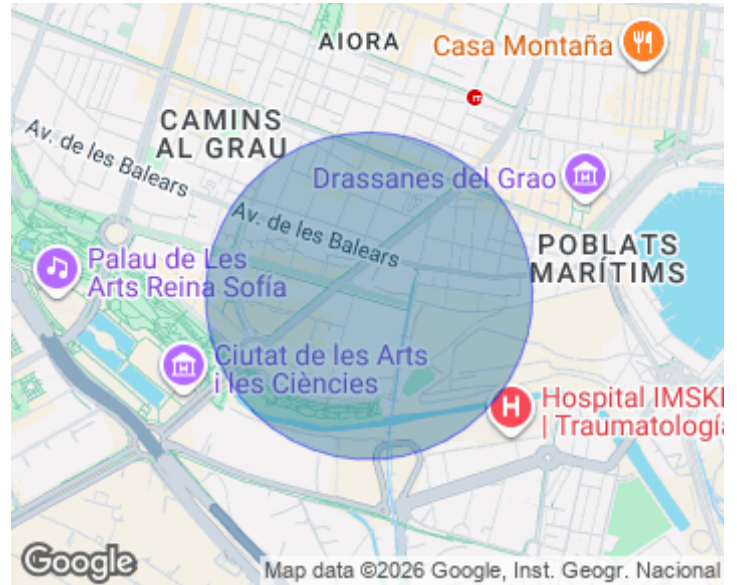 AIORA
Casa Montaña
CAMINS
AL GRAU
Av. de les Balears
Drassanes del Grao
Av. de les Balears
POBLATS
MARÍTIMS
Palau de Les
Arts Reina Sofía
Ciutat de les Arts
i les Ciències
H
Hospital IMSKE
| Traumatología
Google
Map data ©2026 Google, Inst. Geogr. Nacional